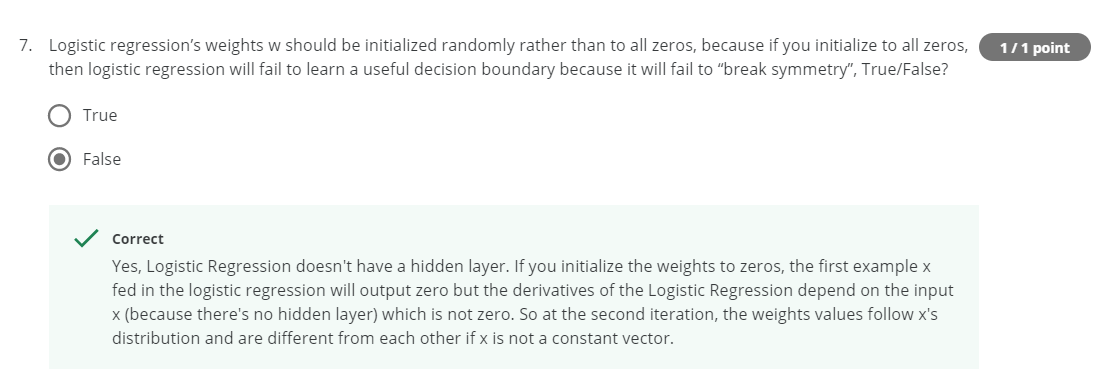 7. Logistic regression's weights w should be initialized randomly rather than to all zeros, because if you initialize to all zeros,
1 / 1 point
then logistic regression will fail to learn a useful decision boundary because it will fail to “break symmetry”, True/False?
True
False
Correct
Yes, Logistic Regression doesn't have a hidden layer. If you initialize the weights to zeros, the first example x
fed in the logistic regression will output zero but the derivatives of the Logistic Regression depend on the input
x (because there's no hidden layer) which is not zero. So at the second iteration, the weights values follow x's
distribution and are different from each other if x is not a constant vector.